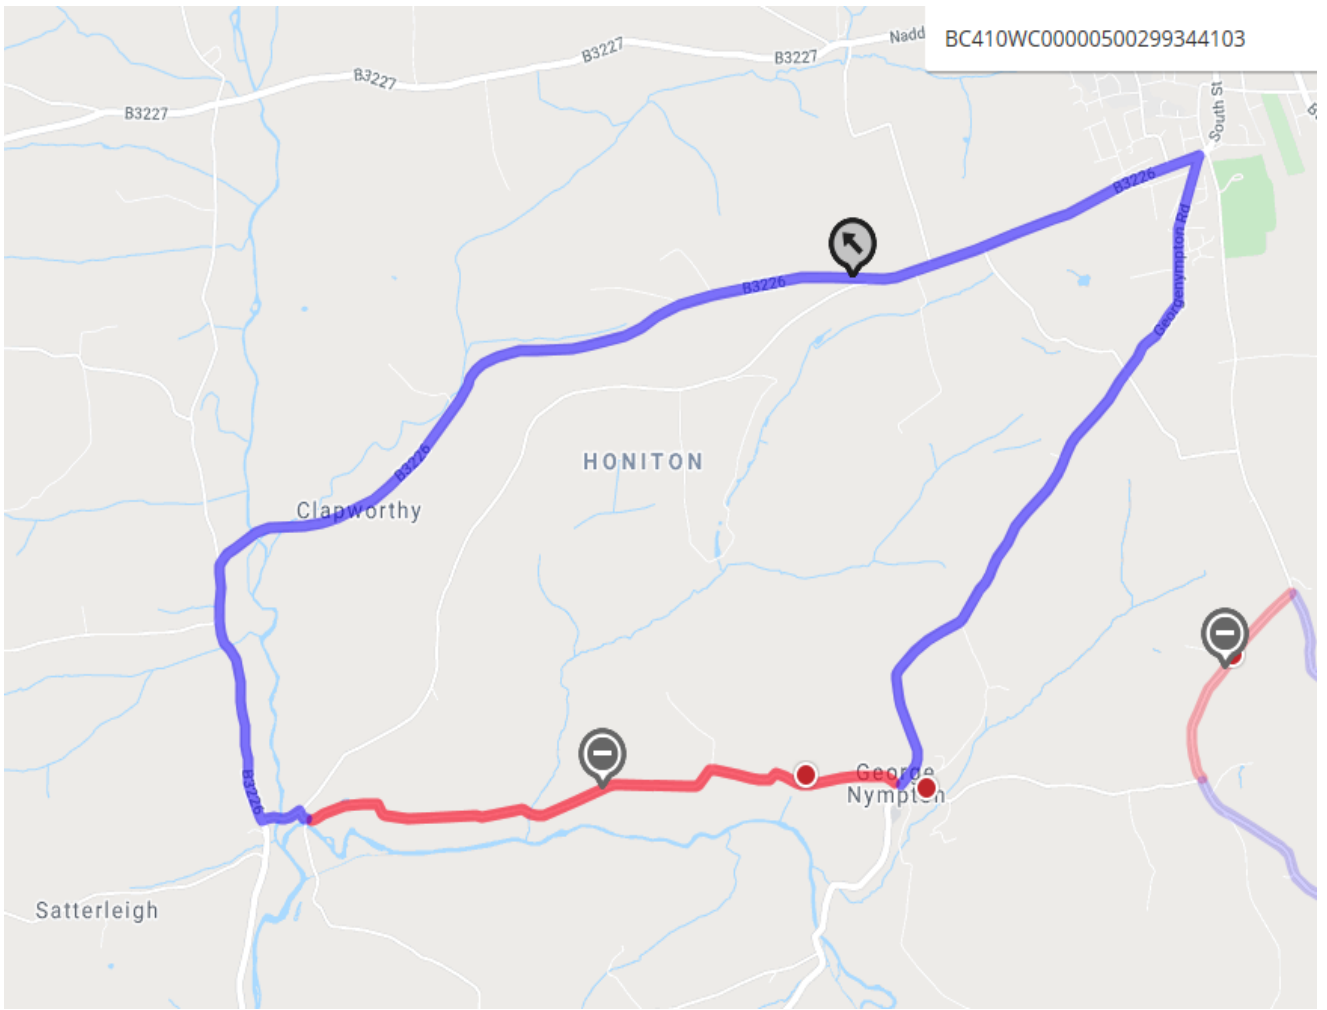 BC410WC00000500299344103
Nadd
B3227
B3227
B3227
B3227
South St
B3226
Georgenympton Rd
B3226
HONITON
B3226
Clapworthy
George
Nympton
B3226
Satterleigh